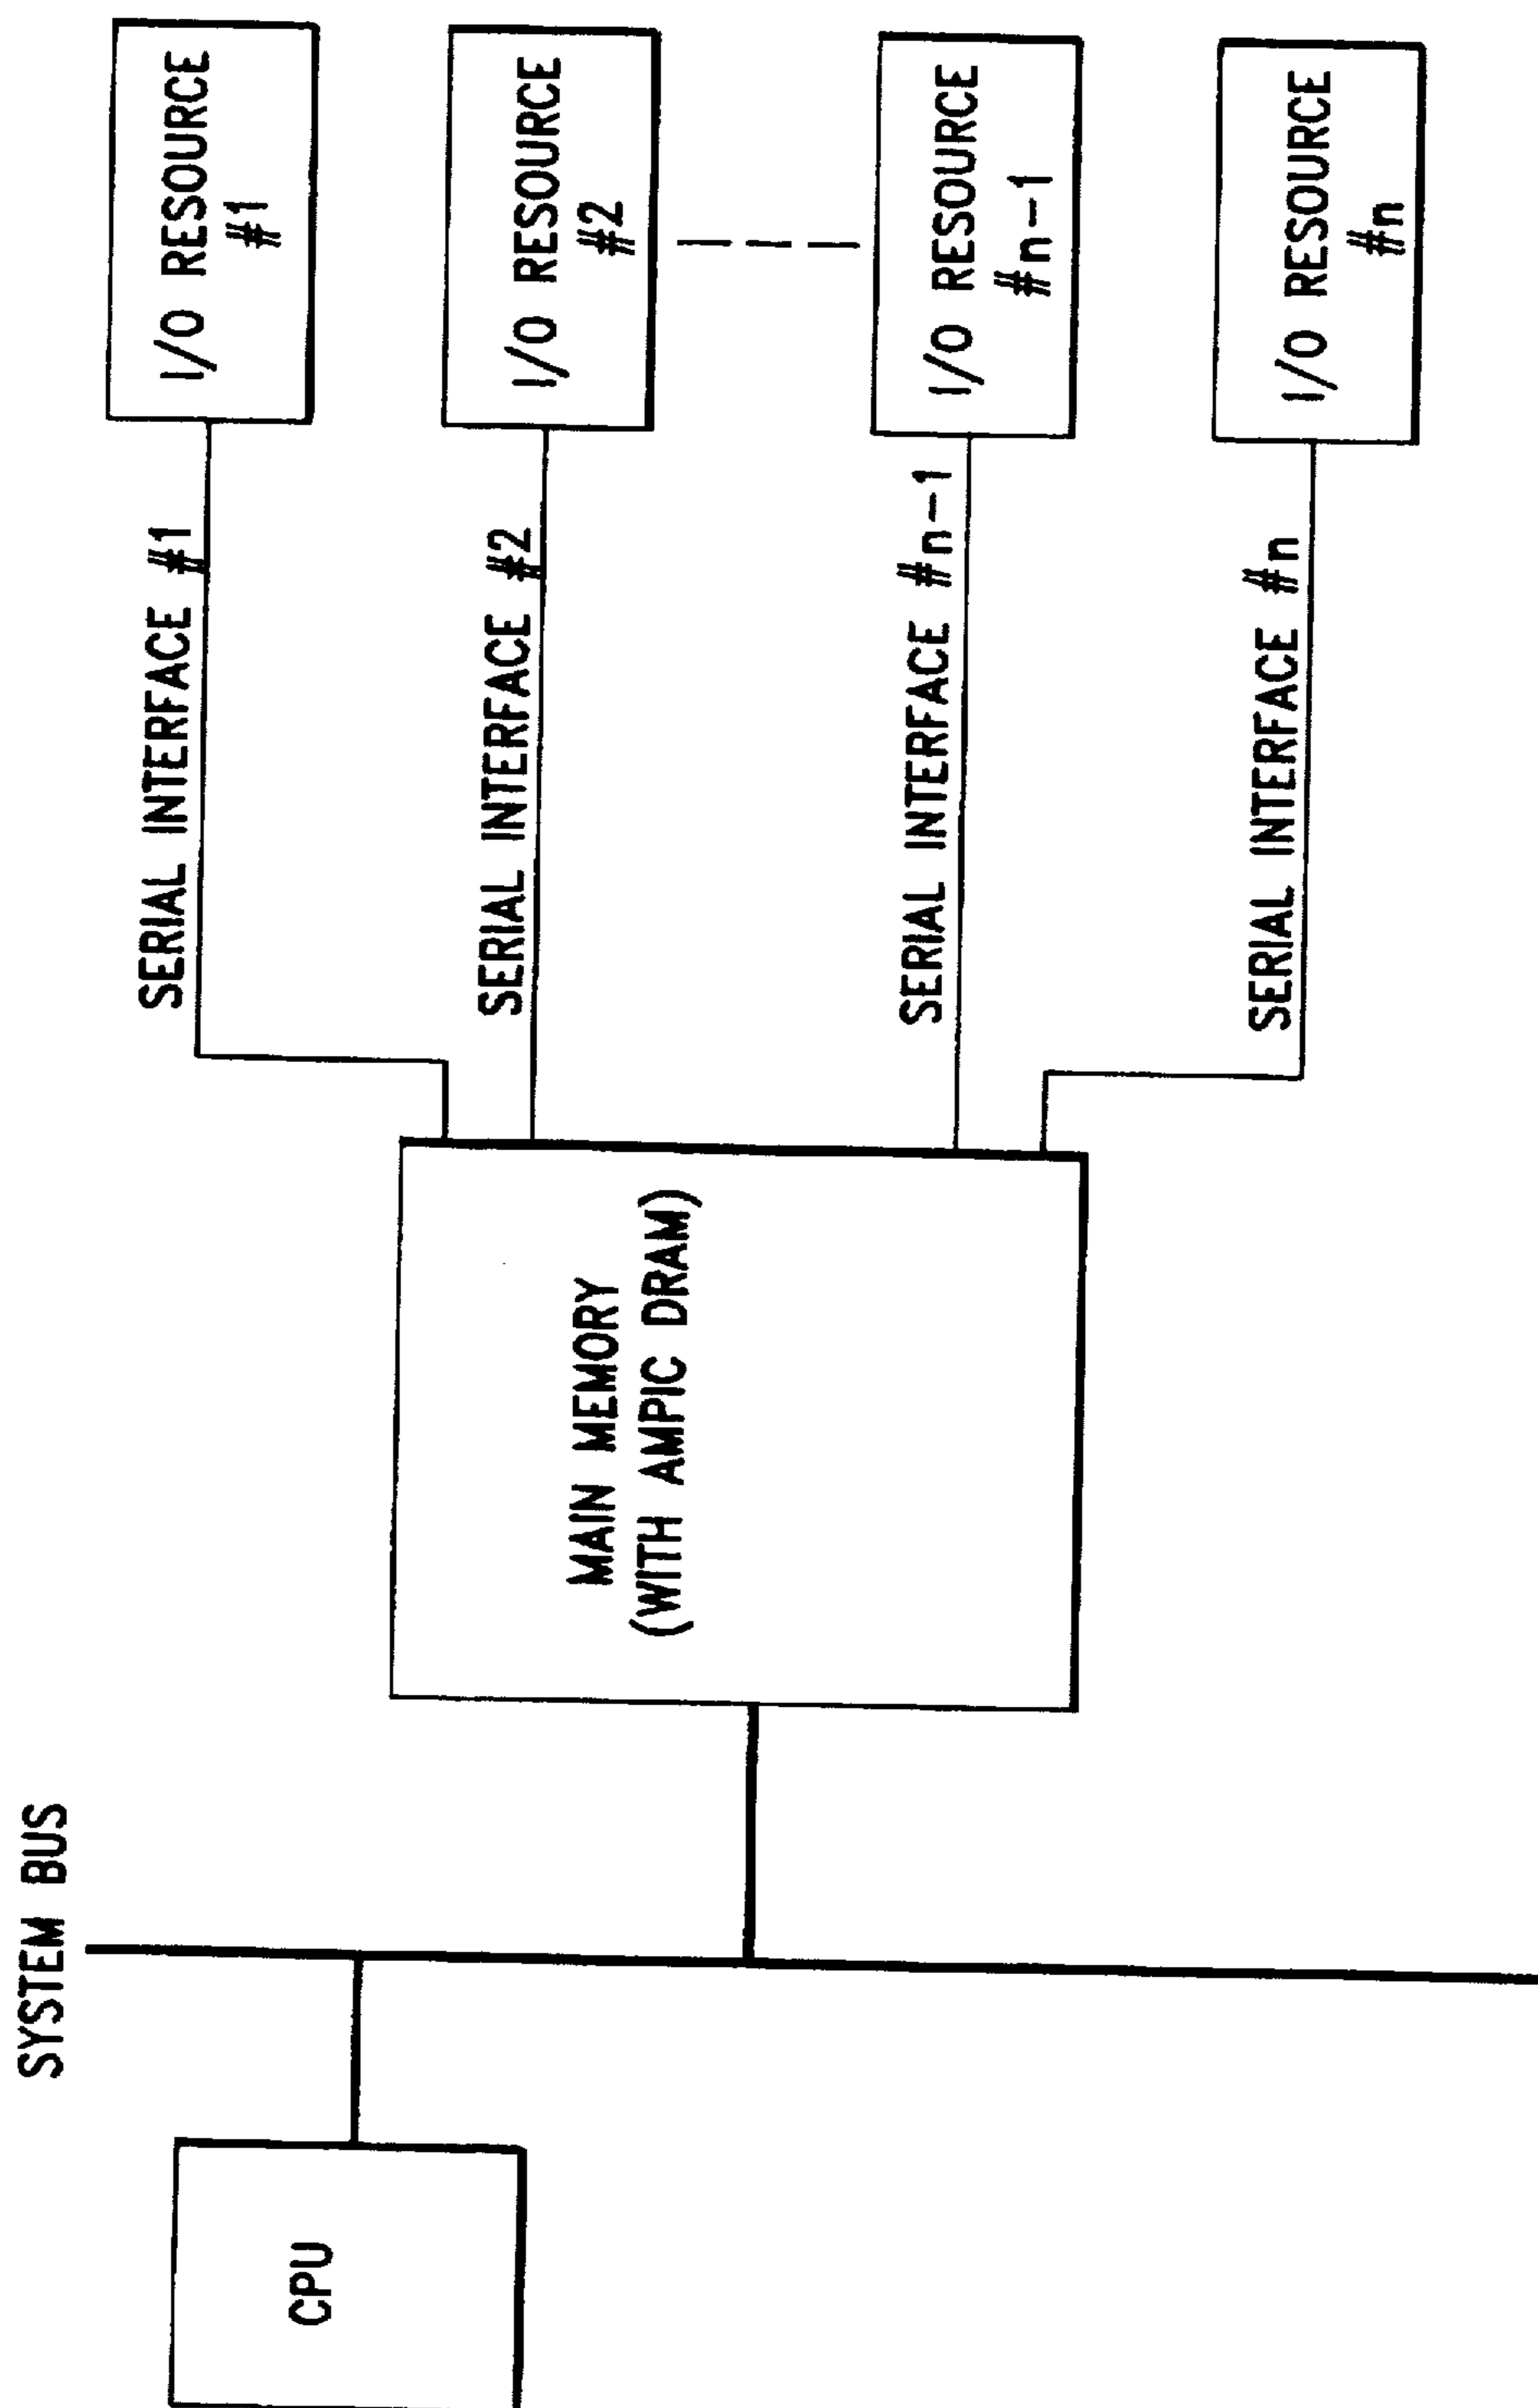 SYSTEM BUS
CPU
MAIN MEMORY
(WITH AMPIC DRAM)
SERIAL INTERFACE #1
I/O RESOURCE
#1
SERIAL INTERFACE #2
I/O RESOURCE
#2
SERIAL INTERFACE #n-1
I/O RESOURCE
#n-1
SERIAL INTERFACE #n
I/O RESOURCE
#n